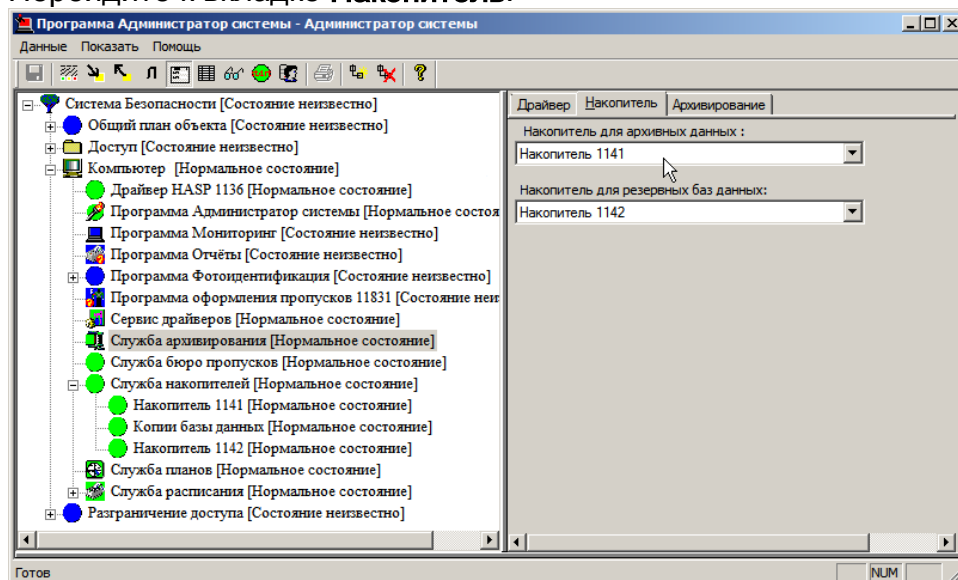 Перейдите к вкладке Накопитель.
Программа Администратор системы - Администратор системы
Данные Показать Помощь
Л
Система Безопасности [Состояние неизвестно]
Общий план объекта [Состояние неизвестно]
Доступ [Состояние неизвестно]
Компьютер [Нормальное состояние]
Драйвер HASP 1136 [Нормальное состояние]
Программа Администратор системы [Нормальное состоя
Программа Мониторинг [Состояние неизвестно]
Программа Отчёты [Состояние неизвестно]
Программа Фотоидентификация [Состояние неизвестно]
Программа оформления пропусков 11831 [Состояние неиз
Сервис драйверов [Нормальное состояние]
Служба архивирования [Нормальное состояние]
Служба бюро пропусков [Нормальное состояние]
Служба накопителей [Нормальное состояние]
Накопитель 1141 [Нормальное состояние]
Копии базы данных [Нормальное состояние]
Накопитель 1142 [Нормальное состояние]
Служба планов [Нормальное состояние]
Служба расписания [Нормальное состояние]
Разграничение доступа [Состояние неизвестно]
Драйвер Накопитель Архивирование
Накопитель для архивных данных :
Накопитель 1141
Накопитель для резервных баз данных:
Накопитель 1142
Готов
NUM